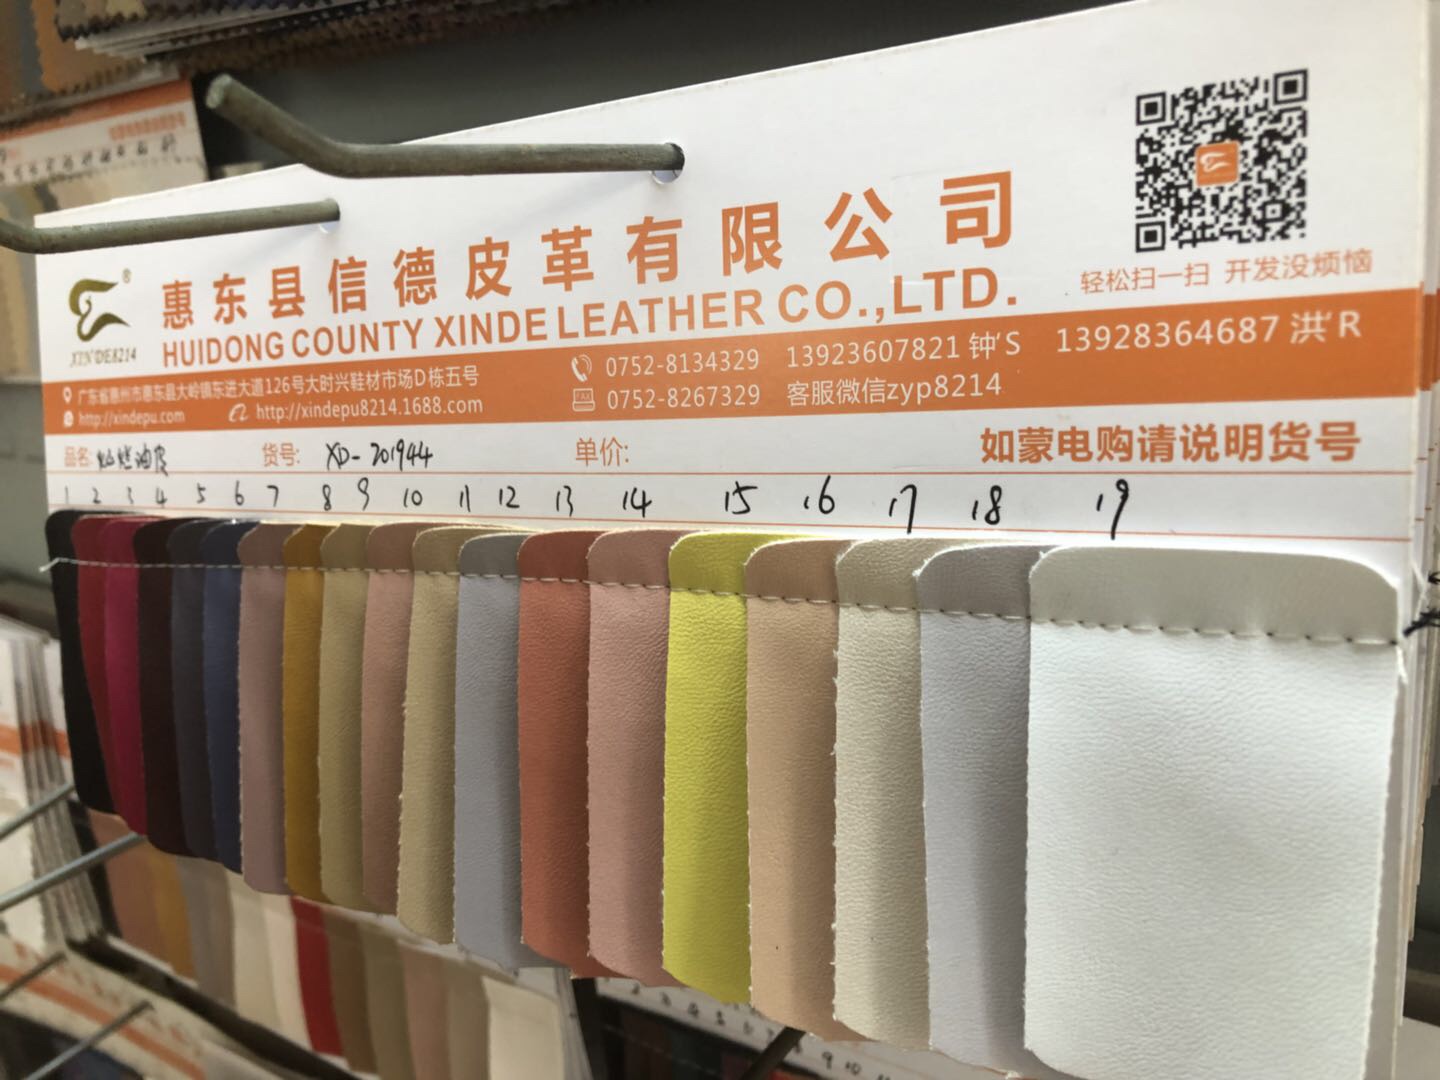 惠东县信德皮革有限公司
HUIDONG COUNTY XINDE LEATHER CO.,LTD.
®
XIN DE8214
轻松扫一扫 开发没烦恼
广东省惠州市惠东县大岭镇东进大道126号大时兴鞋材市场D栋五号
http://xindepu.com http://xindepu8214.1688.com
0752-8134329 13923607821 钟'S 13928364687 洪'R
FAX 0752-8267329 客服微信zyp8214
品名: 油皮 货号: XD-201944 单价: 如蒙电购请说明货号
1 2 3 4 5 6 7 8 9 10 11 12 13 14 15 16 17 18 19